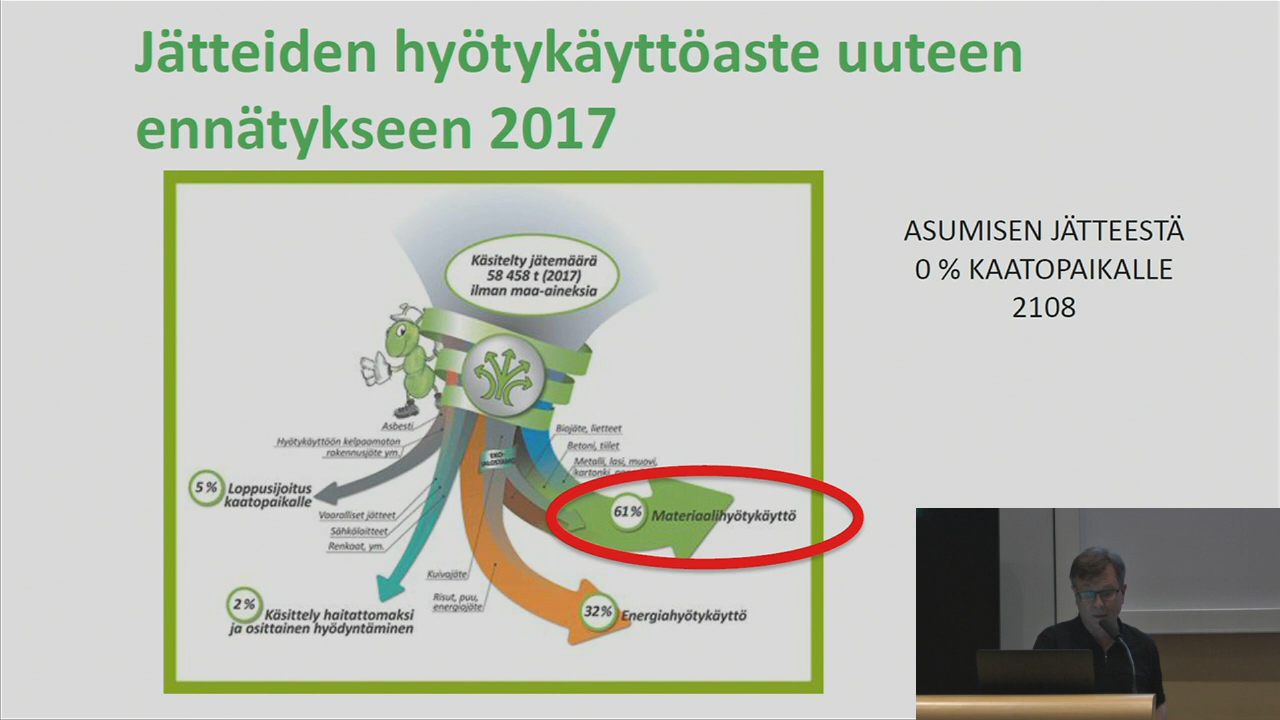 Jätteiden hyötykäyttöaste uuteen
ennätykseen 2017
ASUMISEN JÄTTEESTÄ
0 % KAATOPAIKALLE
2108
Käsitelty jätemäärä
58 458 t (2017)
ilman maa-aineksia
Asbesti
Hyötykäyttöön kelpaamaton
rakennusjäte ym.
5 %
Loppusijoitus
kaatopaikalle
Vaaralliset jätteet
Sähkölaitteet
Renkaat, ym.
2 %
Käsittely haitattomaksi
ja osittainen hyödyntäminen
EKO-
JALOSTAMO
Biojäte, lietteet
Betoni, tiilet
Metalli, lasi, muovi,
kartonki,
61%
Materiaalihyötykäyttö
Kuivajäte
Risut, puu,
energiajäte
32%
Energiahyötykäyttö